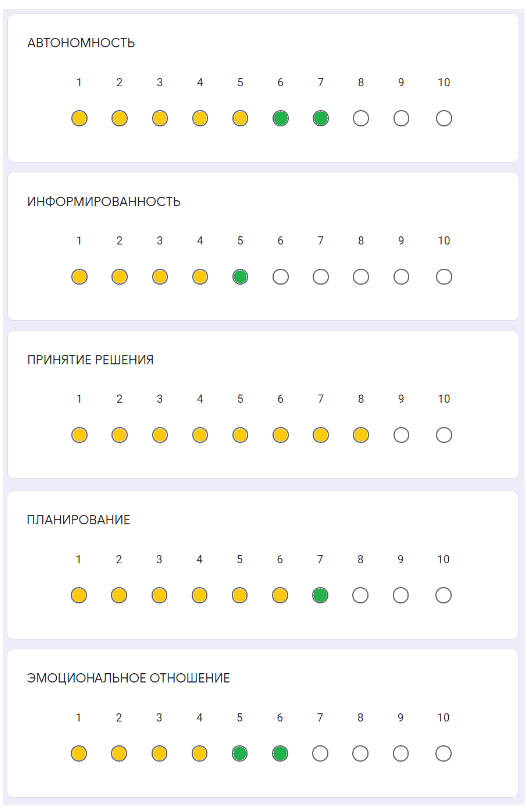 АВТОНОМНОСТЬ
1 2 3 4 5 6 7 8 9 10
ИНФОРМИРОВАННОСТЬ
1 2 3 4 5 6 7 8 9 10
ПРИНЯТИЕ РЕШЕНИЯ
1 2 3 4 5 6 7 8 9 10
ПЛАНИРОВАНИЕ
1 2 3 4 5 6 7 8 9 10
ЭМОЦИОНАЛЬНОЕ ОТНОШЕНИЕ
1 2 3 4 5 6 7 8 9 10